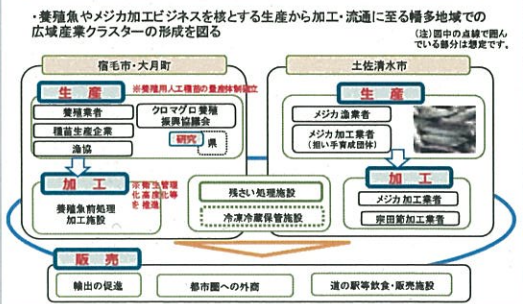 ・養殖魚やメジカ加工ビジネスを核とする生産から加工・流通に至る幡多地域での
広域産業クラスターの形成を図る
(注)図中の点線で囲ん
でいる部分は想定です。
宿毛市・大月町
生 産
※養殖用人工種苗の量産体制確立
養殖業者
種苗生産企業
漁協
クロマグロ養殖
振興協議会
研究
県
加 工
養殖魚前処理
加工施設
※衛生管理
化高度化等
を推進
残さい処理施設
冷凍冷蔵保管施設
土佐清水市
生 産
メジカ漁業者
メジカ加工業者
(担い手育成団体)
加 工
メジカ加工業者
宗田節加工業者
販 売
輸出の促進
都市圏への外商
道の駅等飲食・販売施設